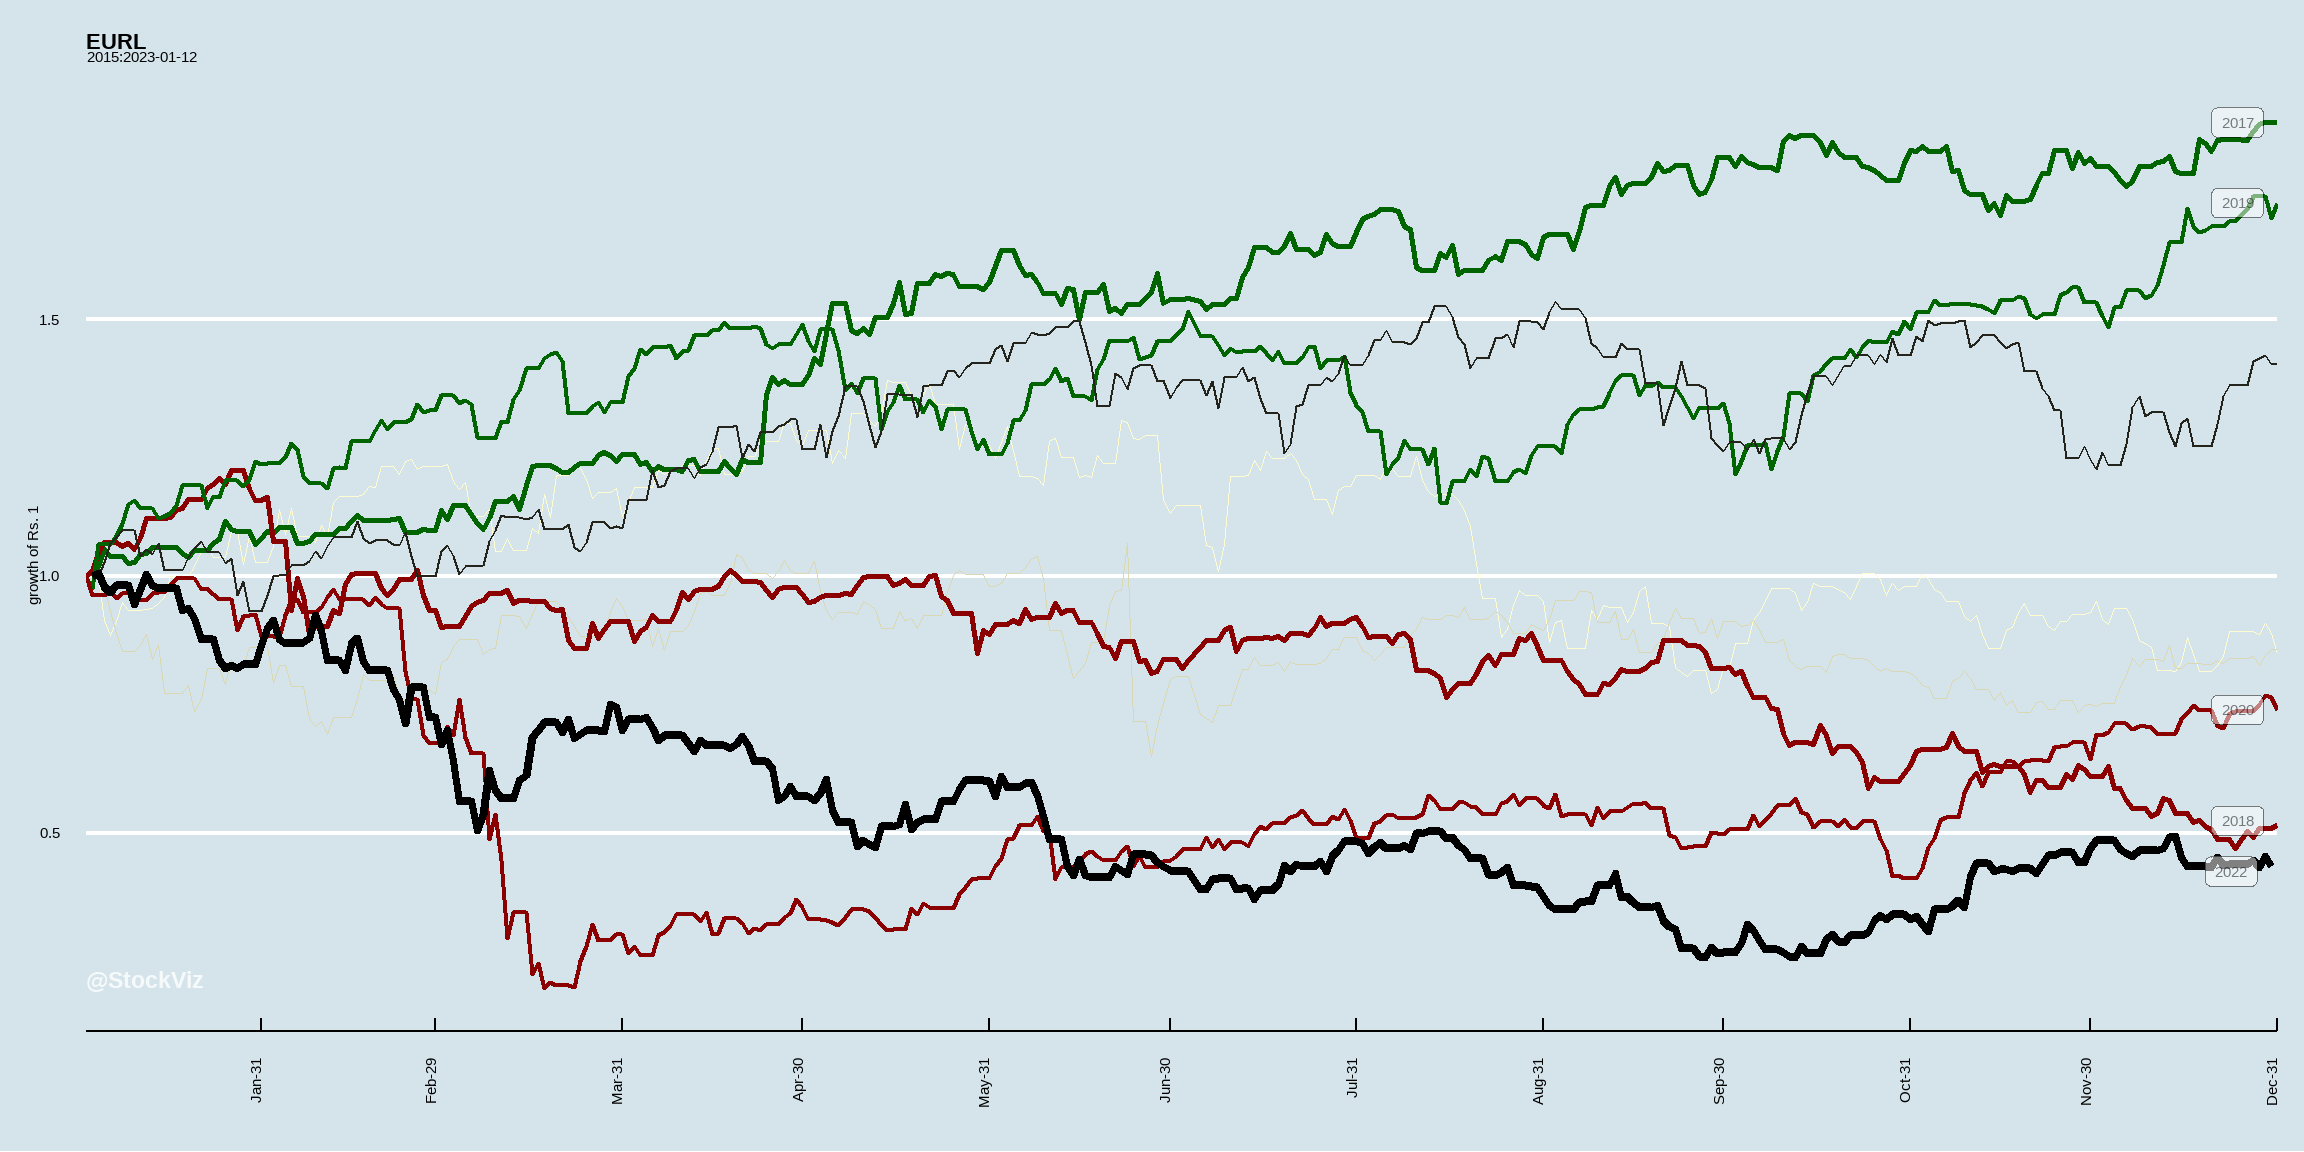 EURL
2015:2023-01-12
2017
2019
1.5
growth of Rs. 1
1.0
2020
0.5
2018
2022
@StockViz
Jan-31
Feb-29
Mar-31
Apr-30
May-31
Jun-30
Jul-31
Aug-31
Sep-30
Oct-31
Nov-30
Dec-31